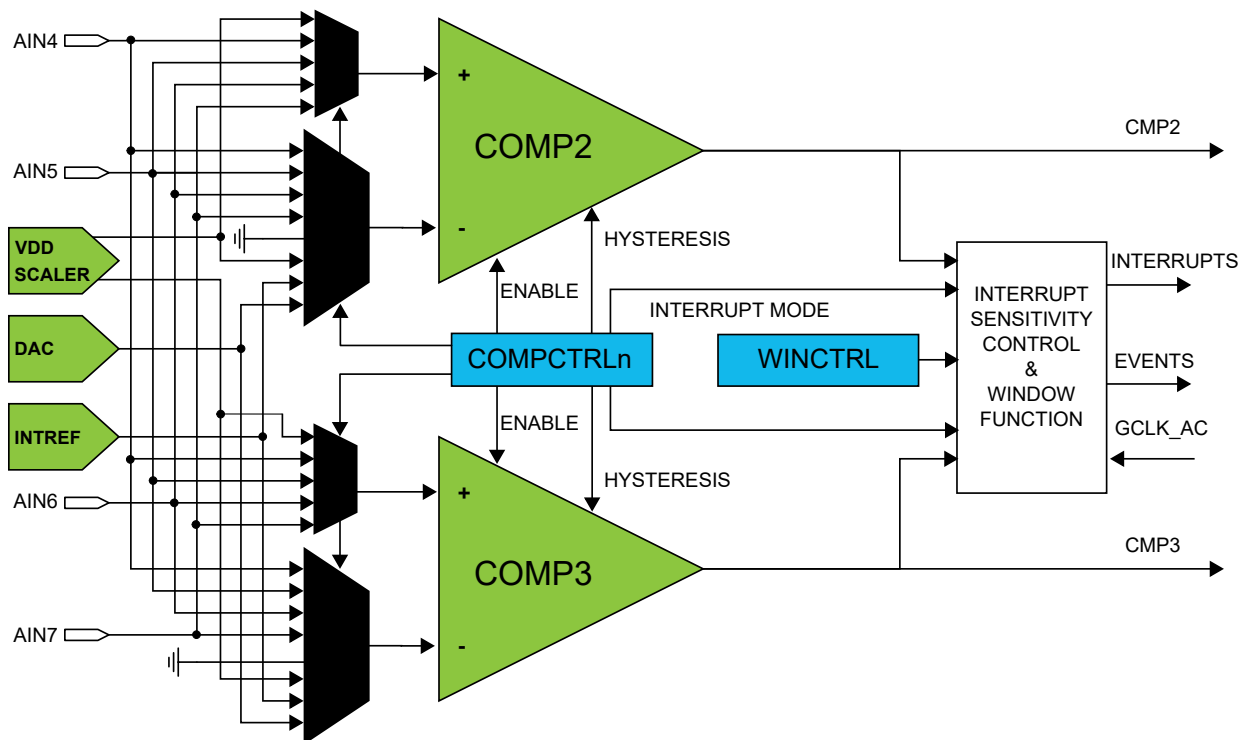 AIN4
+
COMP2
-
CMP2
AIN5
VDD
SCALER
HYSTERESIS
ENABLE
INTERRUPT MODE
INTERRUPT
SENSITIVITY
CONTROL
&
WINDOW
FUNCTION
INTERRUPTS
DAC
COMPCTRLn
WINCTRL
EVENTS
INTREF
ENABLE
GCLK_AC
HYSTERESIS
AIN6
+
COMP3
-
CMP3
AIN7